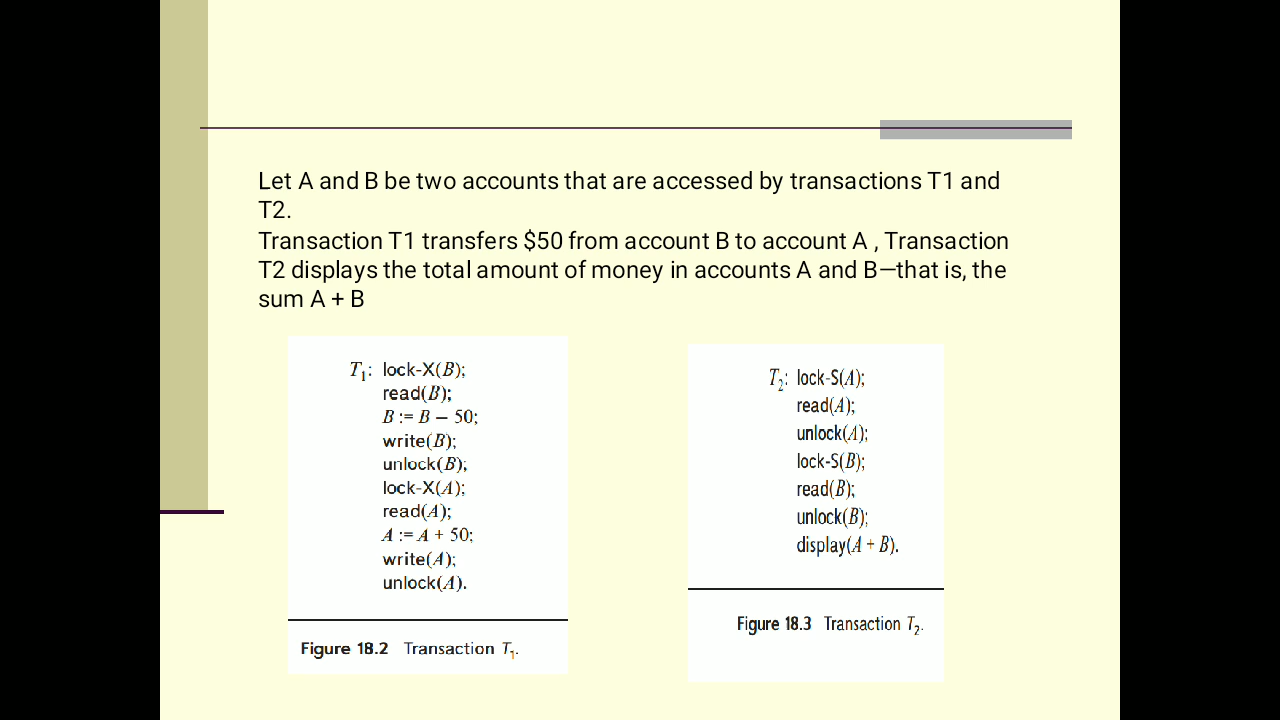 Let A and B be two accounts that are accessed by transactions T1 and
T2.
Transaction T1 transfers $50 from account B to account A , Transaction
T2 displays the total amount of money in accounts A and B—that is, the
sum A + B
T1: lock-X(B);
read(B);
B := B − 50;
write(B);
unlock(B);
lock-X(A);
read(A);
A := A + 50;
write(A);
unlock(A).
Figure 18.2 Transaction T1.
T2: lock-S(A);
read(A);
unlock(A);
lock-S(B);
read(B);
unlock(B);
display(A + B).
Figure 18.3 Transaction T2.